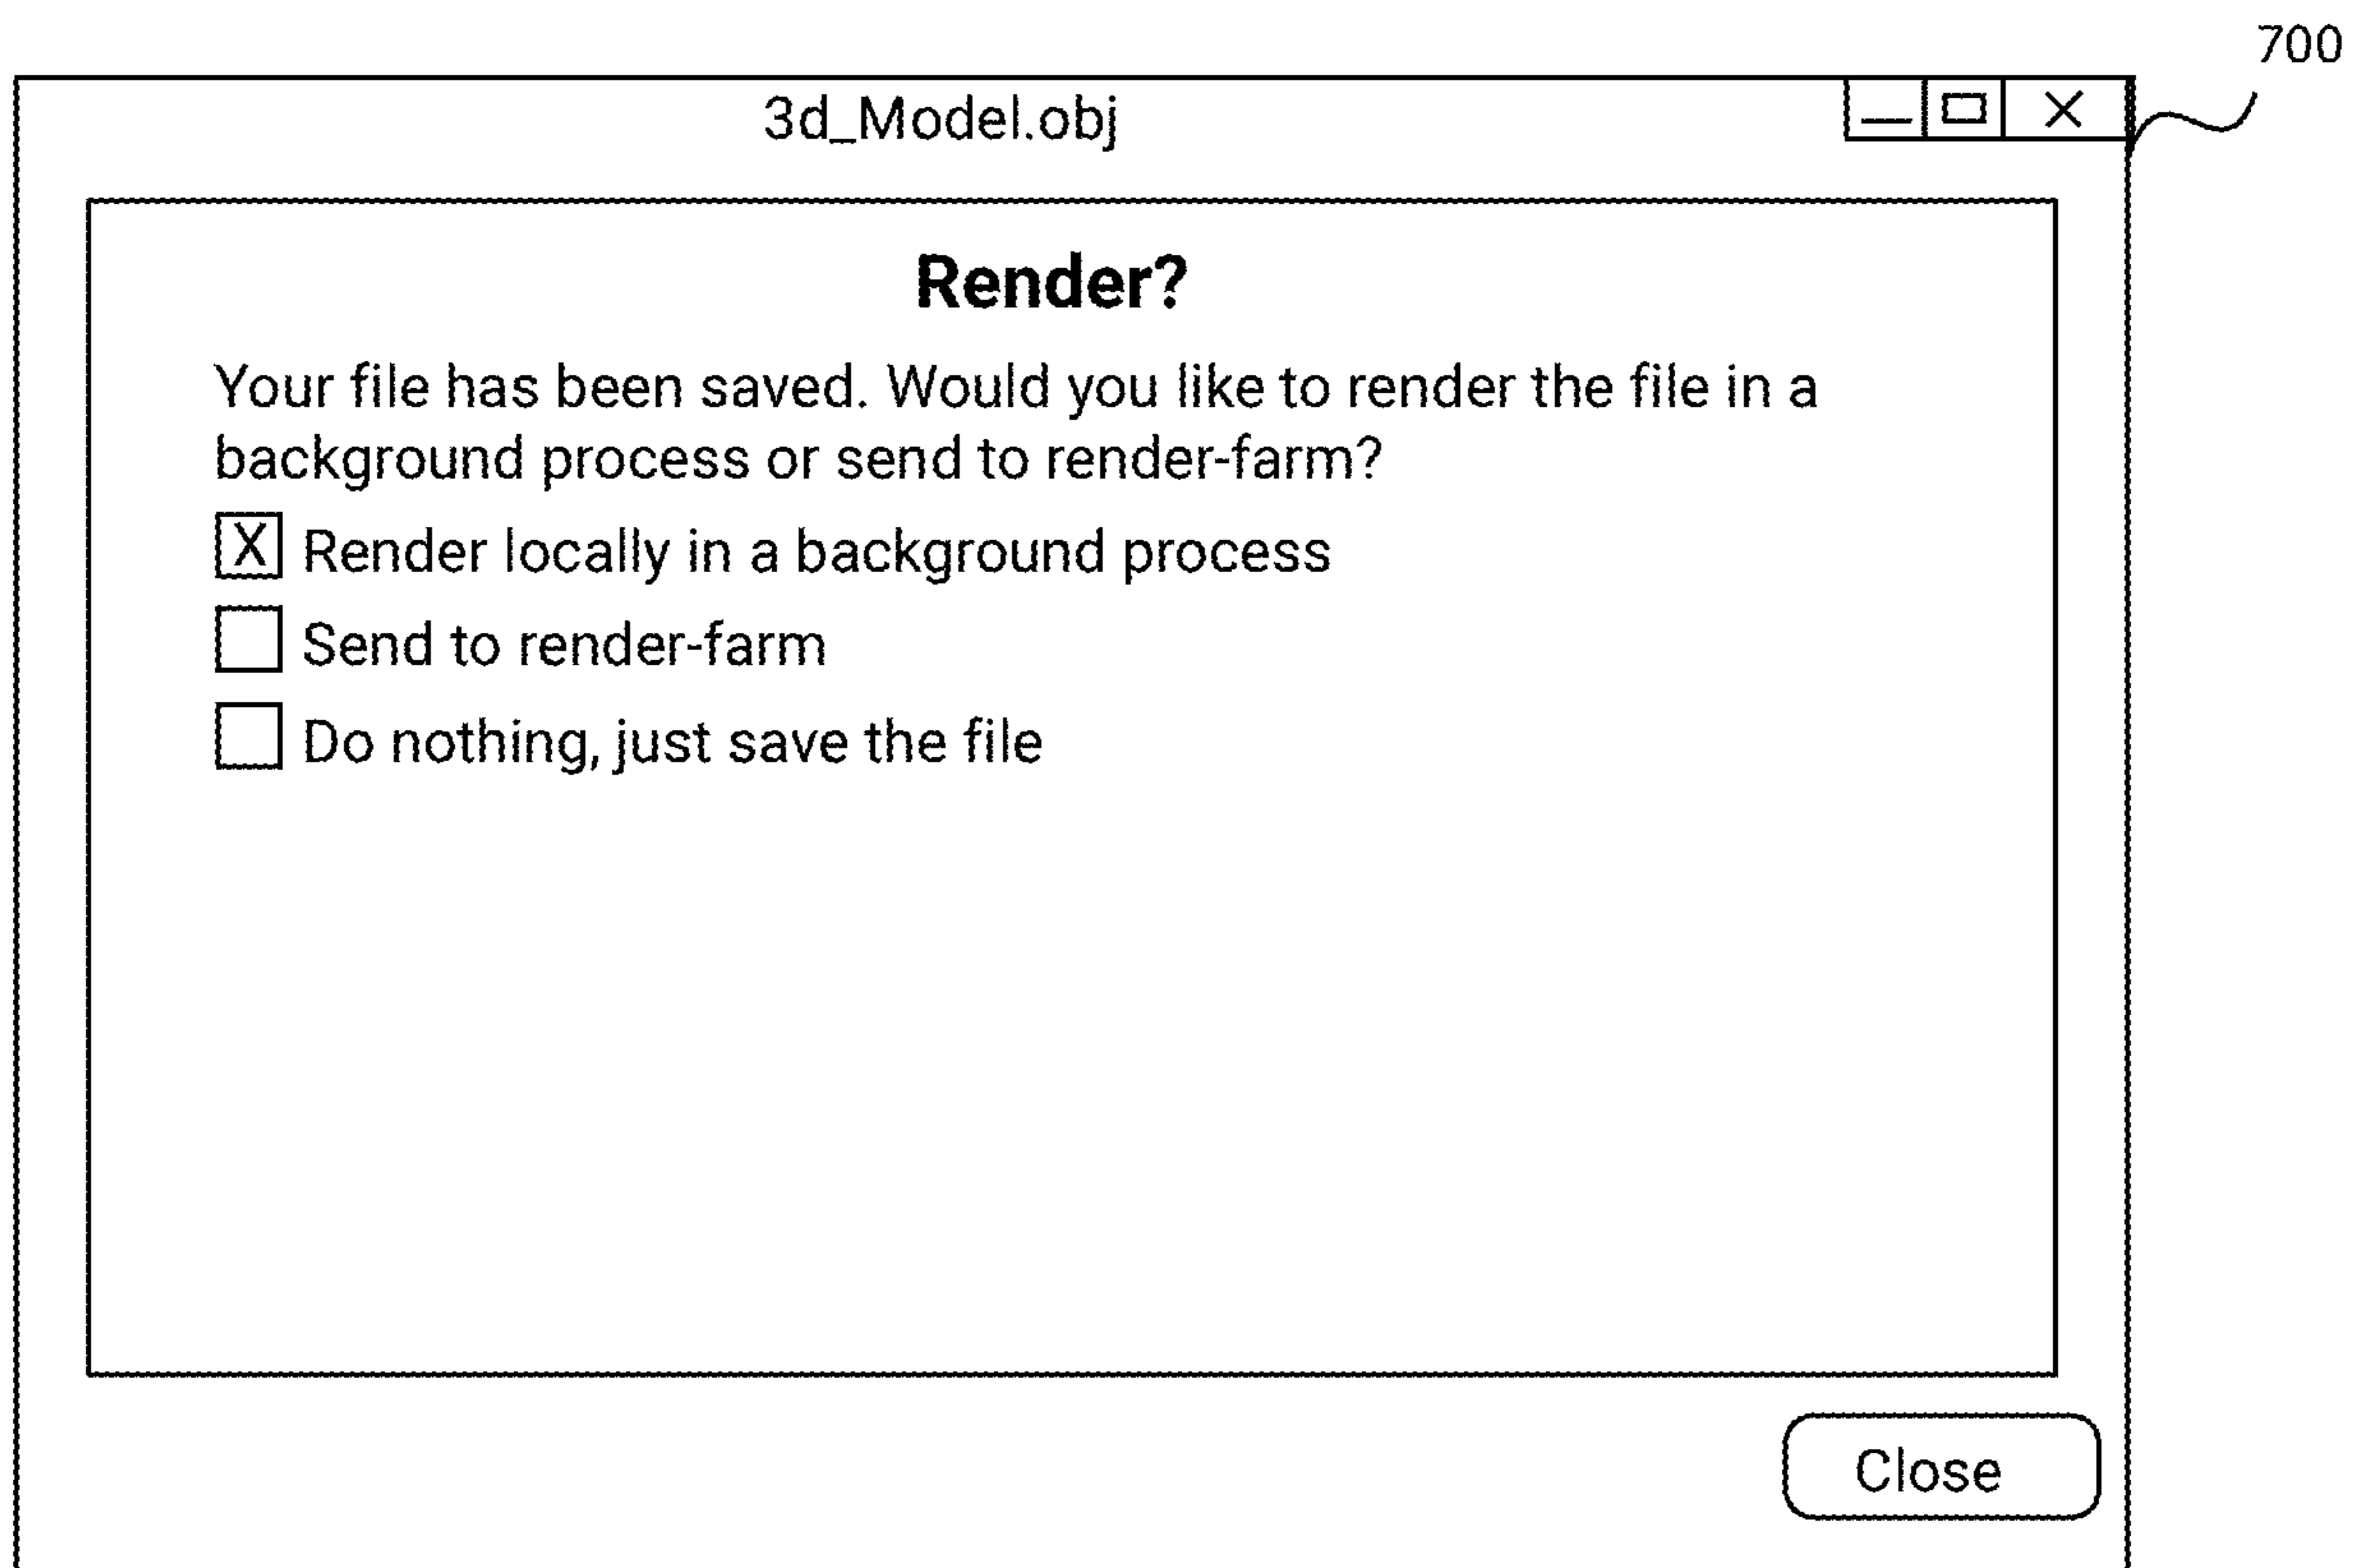 700
3d_Model.obj
Render?
Your file has been saved. Would you like to render the file in a
background process or send to render-farm?
X Render locally in a background process
Send to render-farm
Do nothing, just save the file
Close